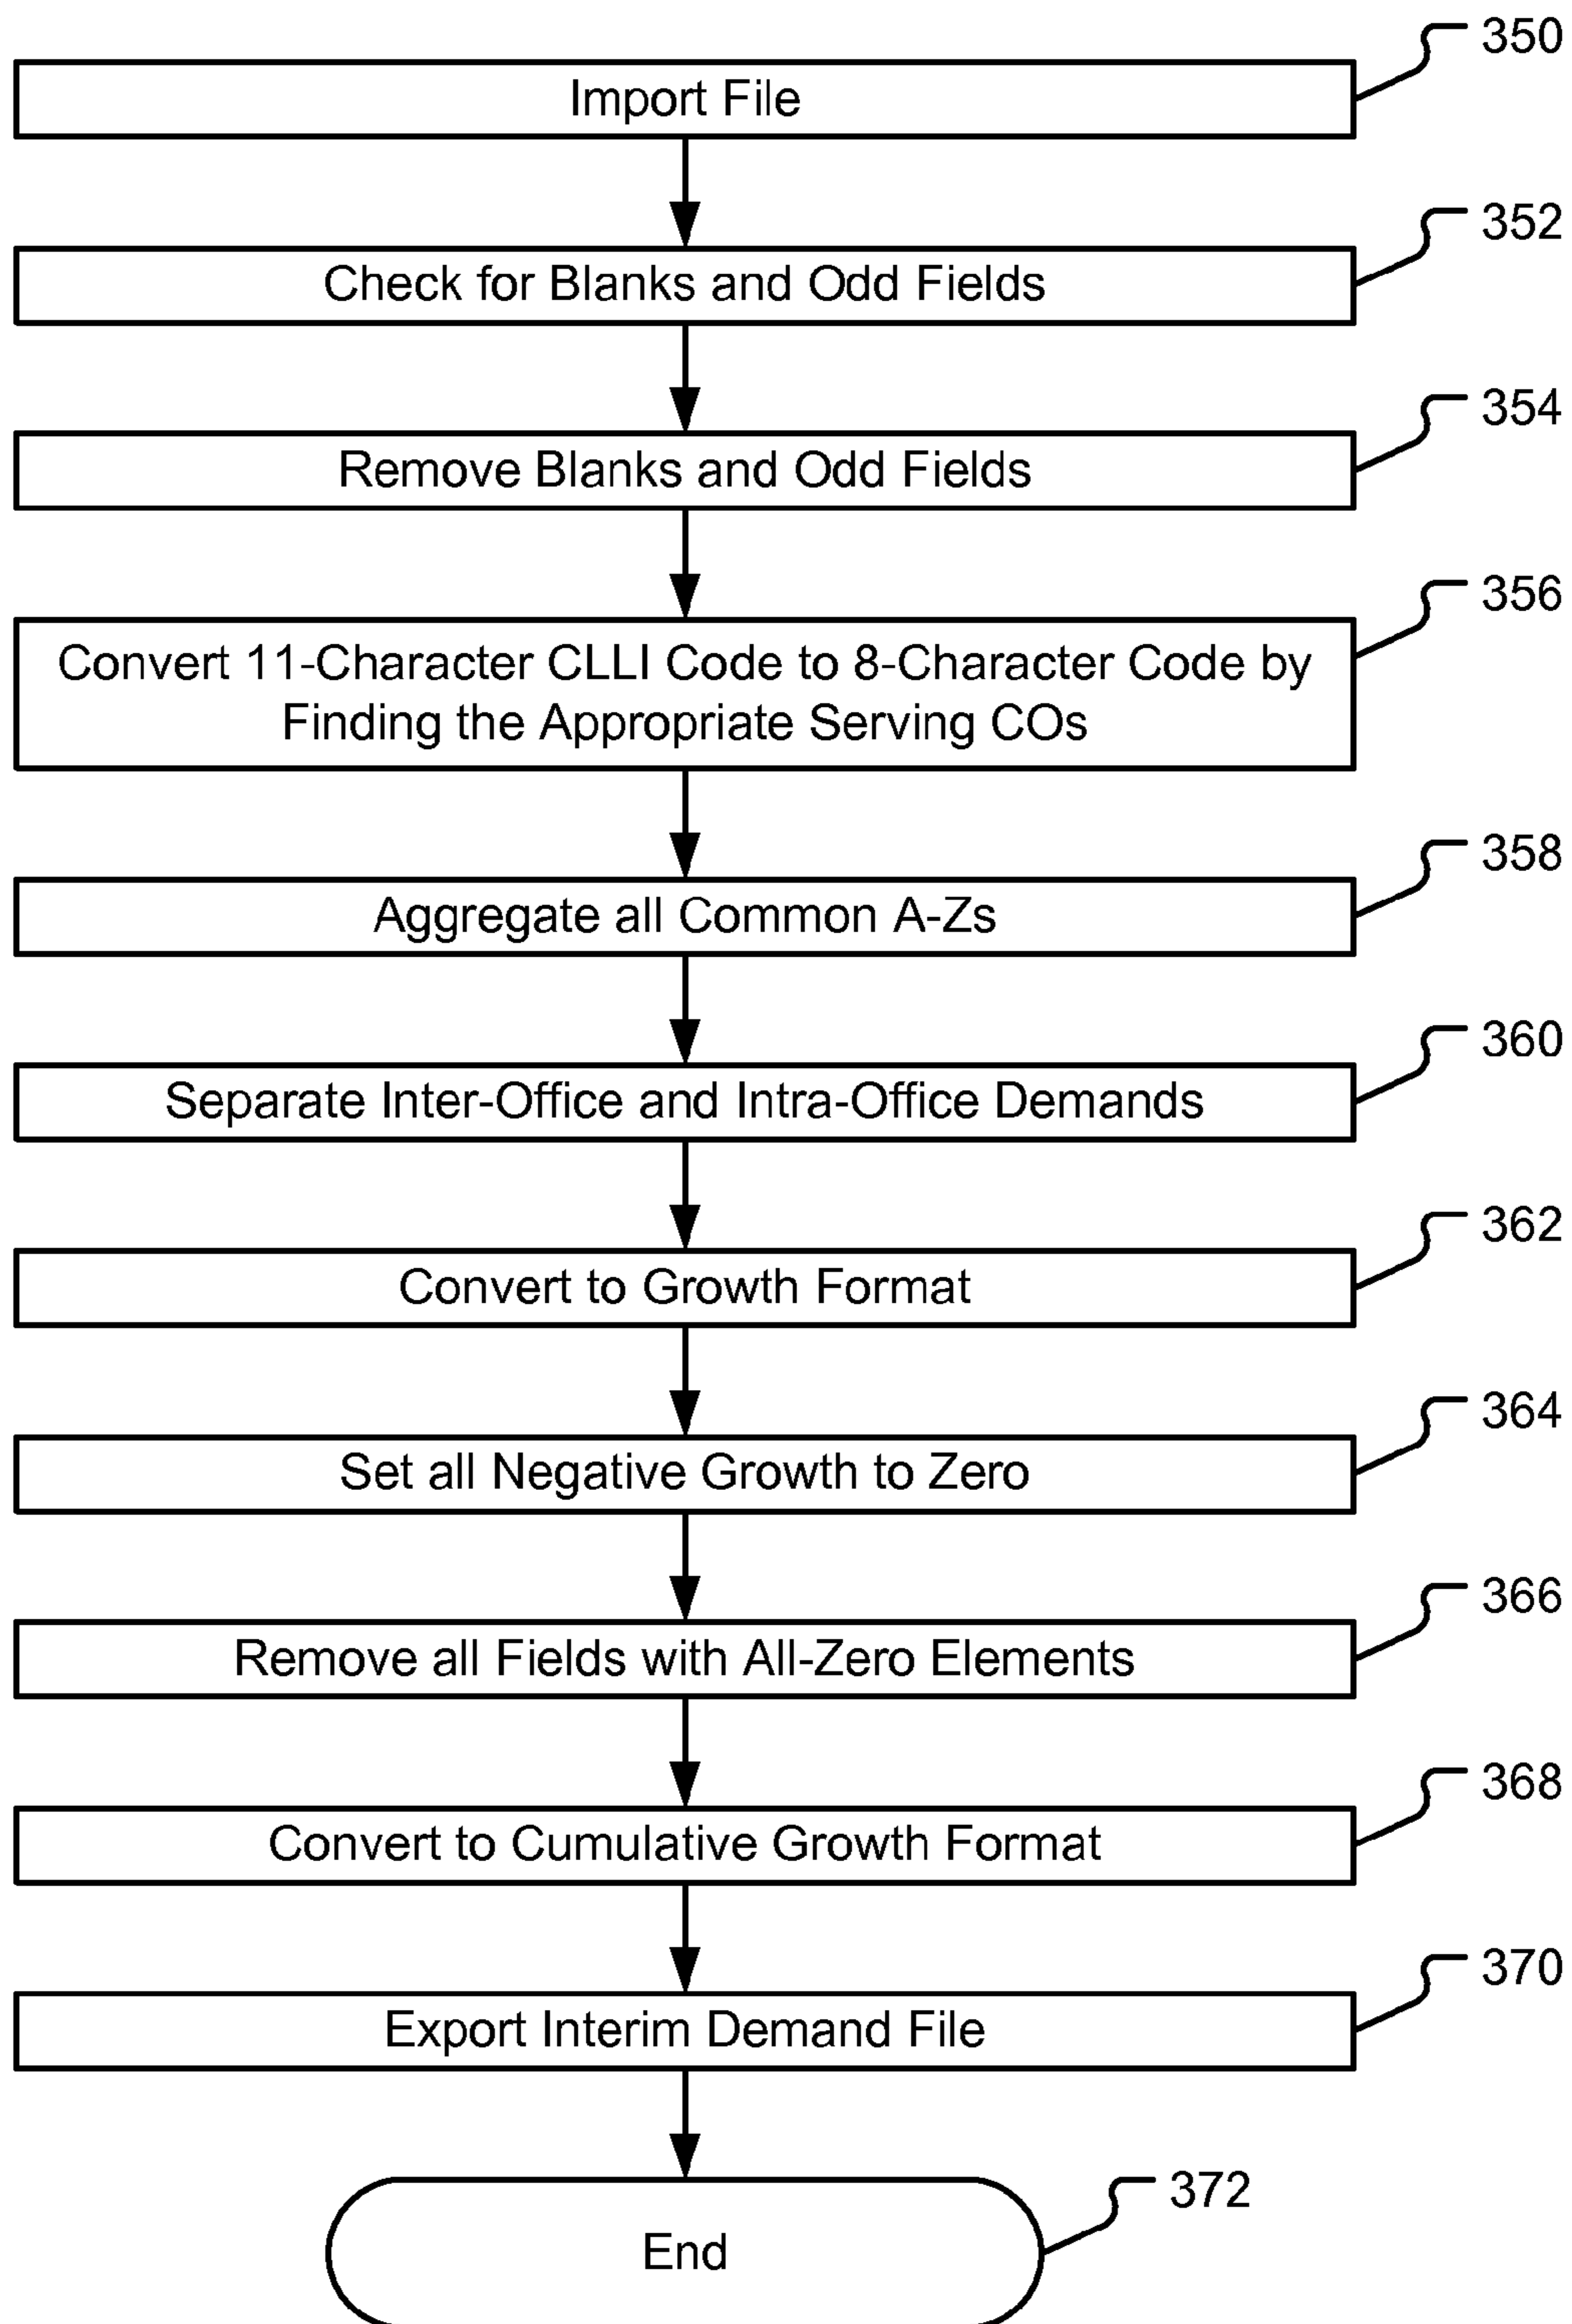 350
Import File
352
Check for Blanks and Odd Fields
354
Remove Blanks and Odd Fields
356
Convert 11-Character CLLI Code to 8-Character Code by
Finding the Appropriate Serving COs
358
Aggregate all Common A-Zs
360
Separate Inter-Office and Intra-Office Demands
362
Convert to Growth Format
364
Set all Negative Growth to Zero
366
Remove all Fields with All-Zero Elements
368
Convert to Cumulative Growth Format
370
Export Interim Demand File
372
End